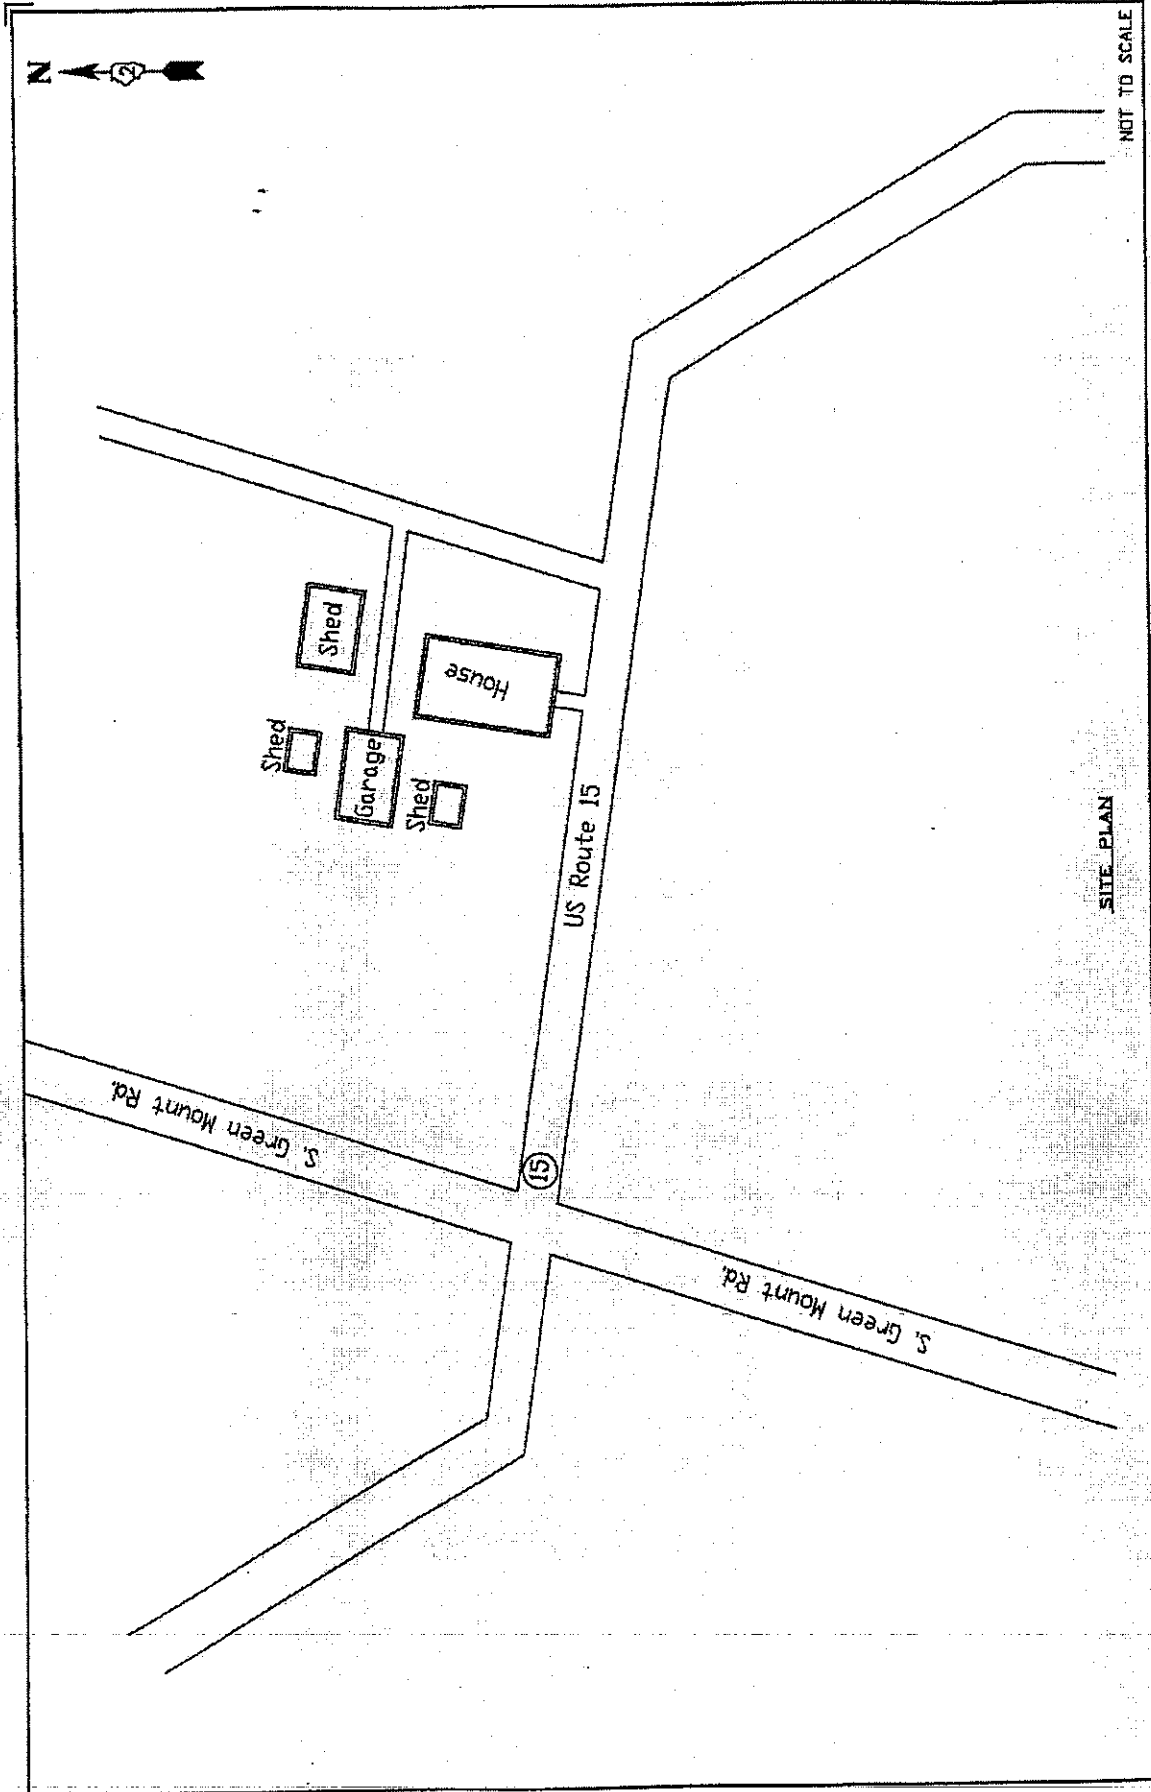 N
2
Shed
Shed
Garage
Shed
House
US Route 15
15
S. Green Mount Rd.
S. Green Mount Rd.
SITE PLAN
NOT TO SCALE